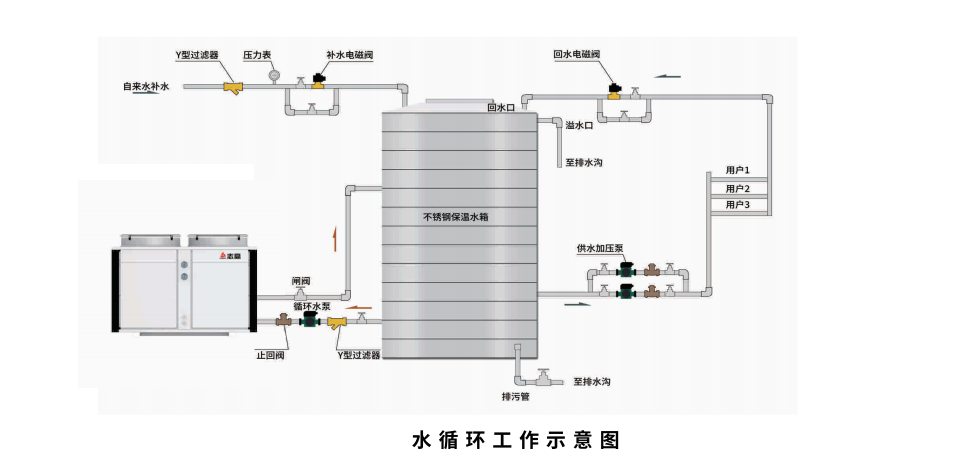 Y型过滤器
压力表
补水电磁阀
回水电磁阀
自来水补水
回水口
溢水口
至排水沟
用户1
用户2
用户3
不锈钢保温水箱
供水加压泵
志高
闸阀
循环水泵
止回阀
Y型过滤器
至排水沟
排污管
水循环工作示意图